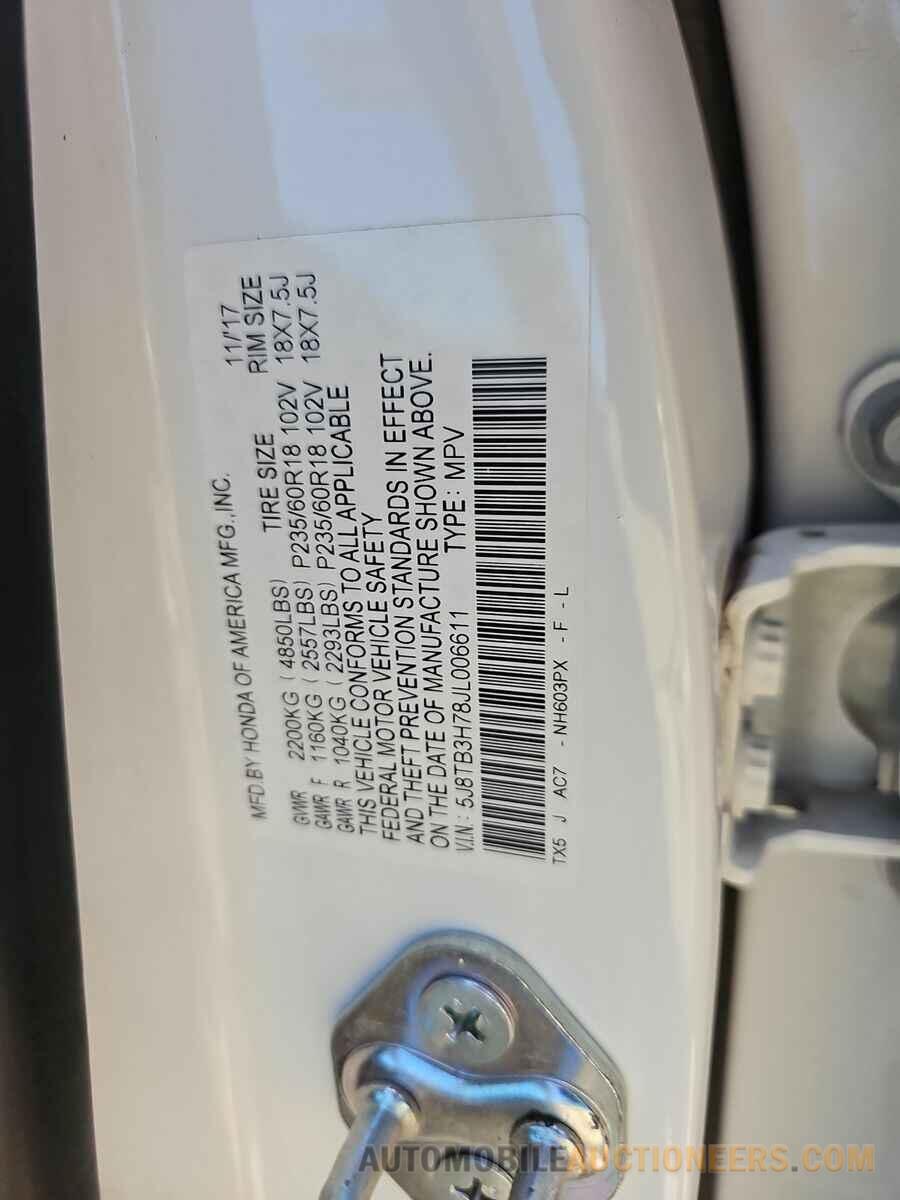 MFD.BY HONDA OF AMERICA MFG.,INC. 11/'17
TIRE SIZE RIM SIZE
GVWR 2200KG (4850LBS)
GAWR F 1160KG (2557LBS) P235/60R18 102V 18X7.5J
GAWR R 1040KG (2293LBS) P235/60R18 102V 18X7.5J
THIS VEHICLE CONFORMS TO ALL APPLICABLE
FEDERAL MOTOR VEHICLE SAFETY
AND THEFT PREVENTION STANDARDS IN EFFECT
ON THE DATE OF MANUFACTURE SHOWN ABOVE.
V.I.N.: 5J8TB3H78JL006611 TYPE: MPV
TX5 J AC7 -NH603PX -F -L
AUTOMOBILEAUCTIONEERS.COM